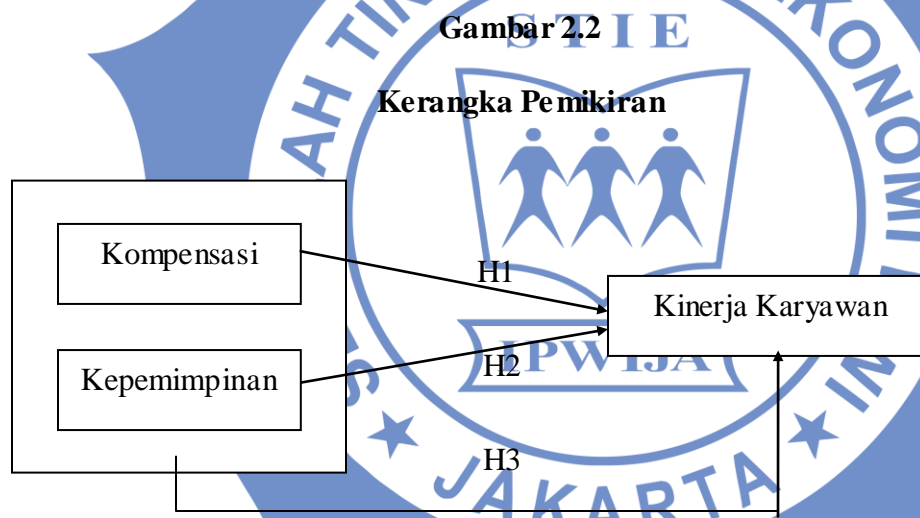 Gambar 2.2
STIE
Kerangka Pemikiran
Kompensasi
H1
Kinerja Karyawan
Kepemimpinan
H2
IPWIJA
H3
JAKARTA